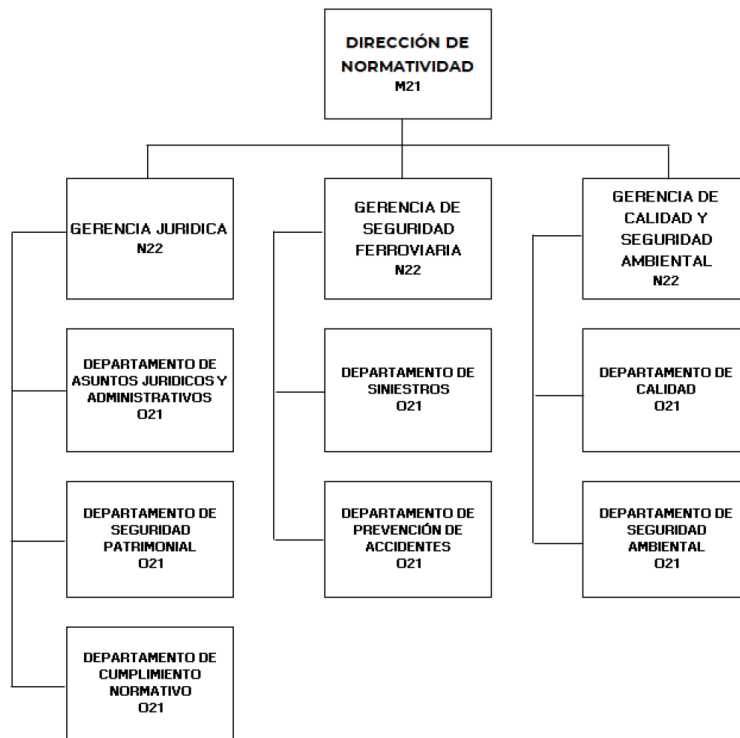 DIRECCIÓN DE
NORMATIVIDAD
M21
GERENCIA JURIDICA
N22
GERENCIA DE
SEGURIDAD
FERROVIARIA
N22
GERENCIA DE
CALIDAD Y
SEGURIDAD
AMBIENTAL
N22
DEPARTAMENTO DE
ASUNTOS JURIDICOS Y
ADMINISTRATIVOS
O21
DEPARTAMENTO DE
SINIESTROS
O21
DEPARTAMENTO DE
CALIDAD
O21
DEPARTAMENTO DE
SEGURIDAD
PATRIMONIAL
O21
DEPARTAMENTO DE
PREVENCIÓN DE
ACCIDENTES
O21
DEPARTAMENTO DE
SEGURIDAD
AMBIENTAL
O21
DEPARTAMENTO DE
CUMPLIMIENTO
NORMATIVO
O21